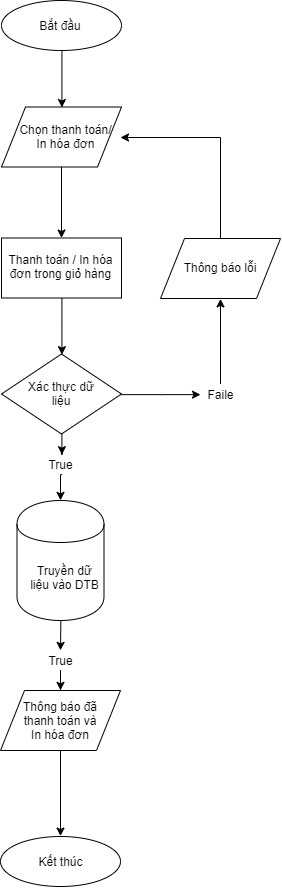 Bắt đầu
Chọn thanh toán/
In hóa đơn
Thanh toán / In hóa
đơn trong giỏ hàng
Thông báo lỗi
Xác thực dữ
liệu
Faile
True
Truyền dữ
liệu vào DTB
True
Thông báo đã
thanh toán và
In hóa đơn
Kết thúc